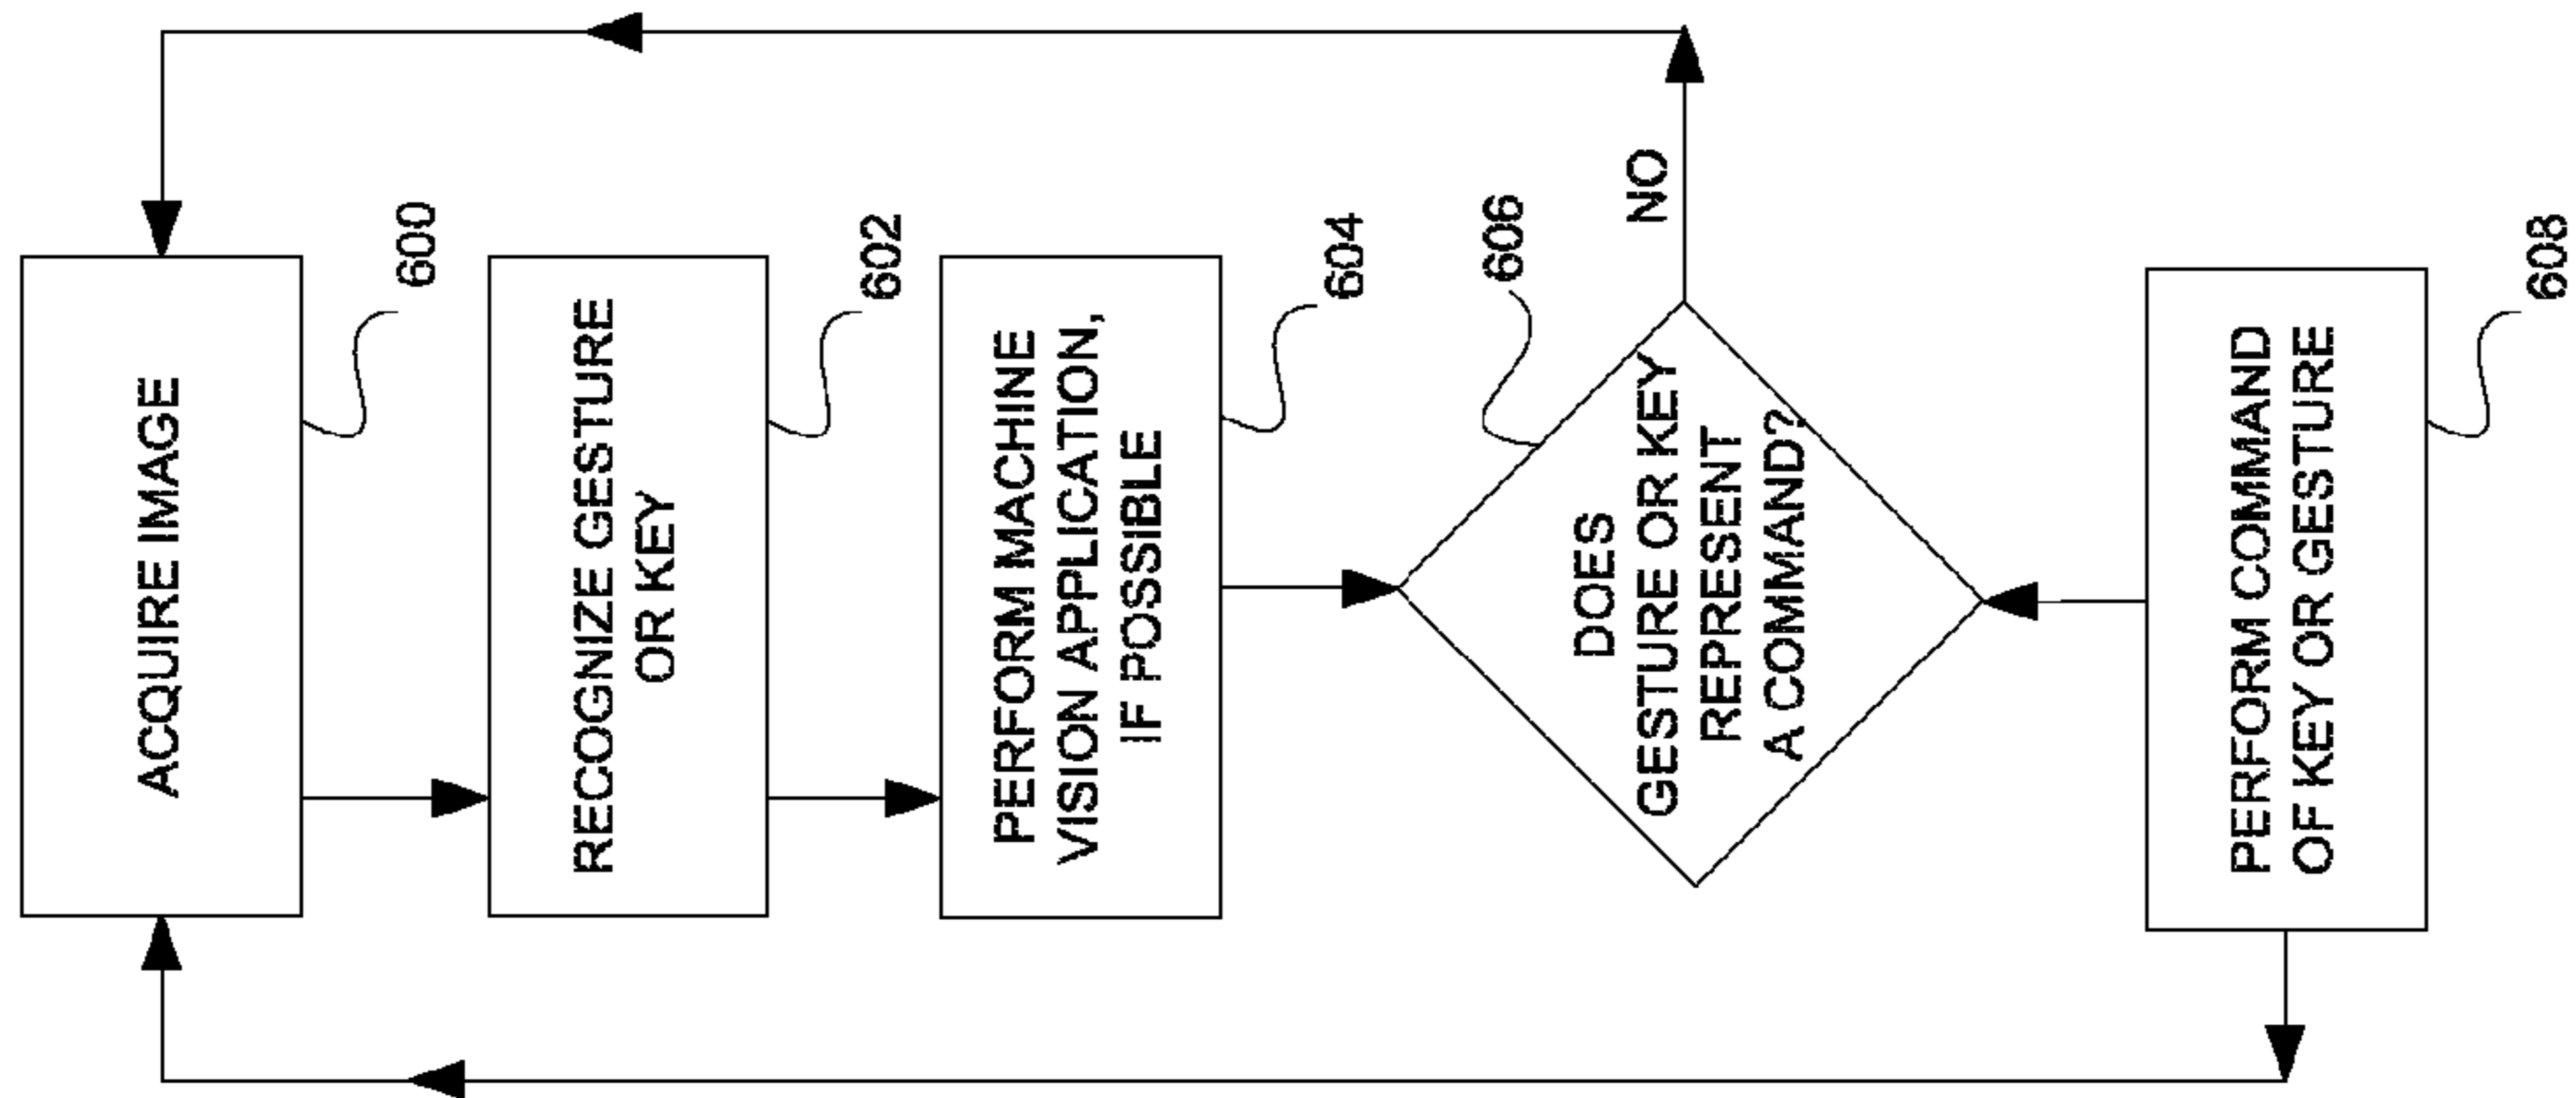 ACQUIRE IMAGE
600
RECOGNIZE GESTURE
OR KEY
602
PERFORM MACHINE
VISION APPLICATION,
IF POSSIBLE
604
DOES
GESTURE OR KEY
REPRESENT
A COMMAND?
606
NO
PERFORM COMMAND
OF KEY OR GESTURE
608